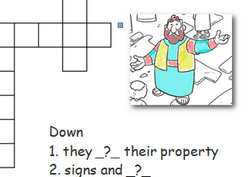 Down
1. they _?_ their property
2. signs and _?_